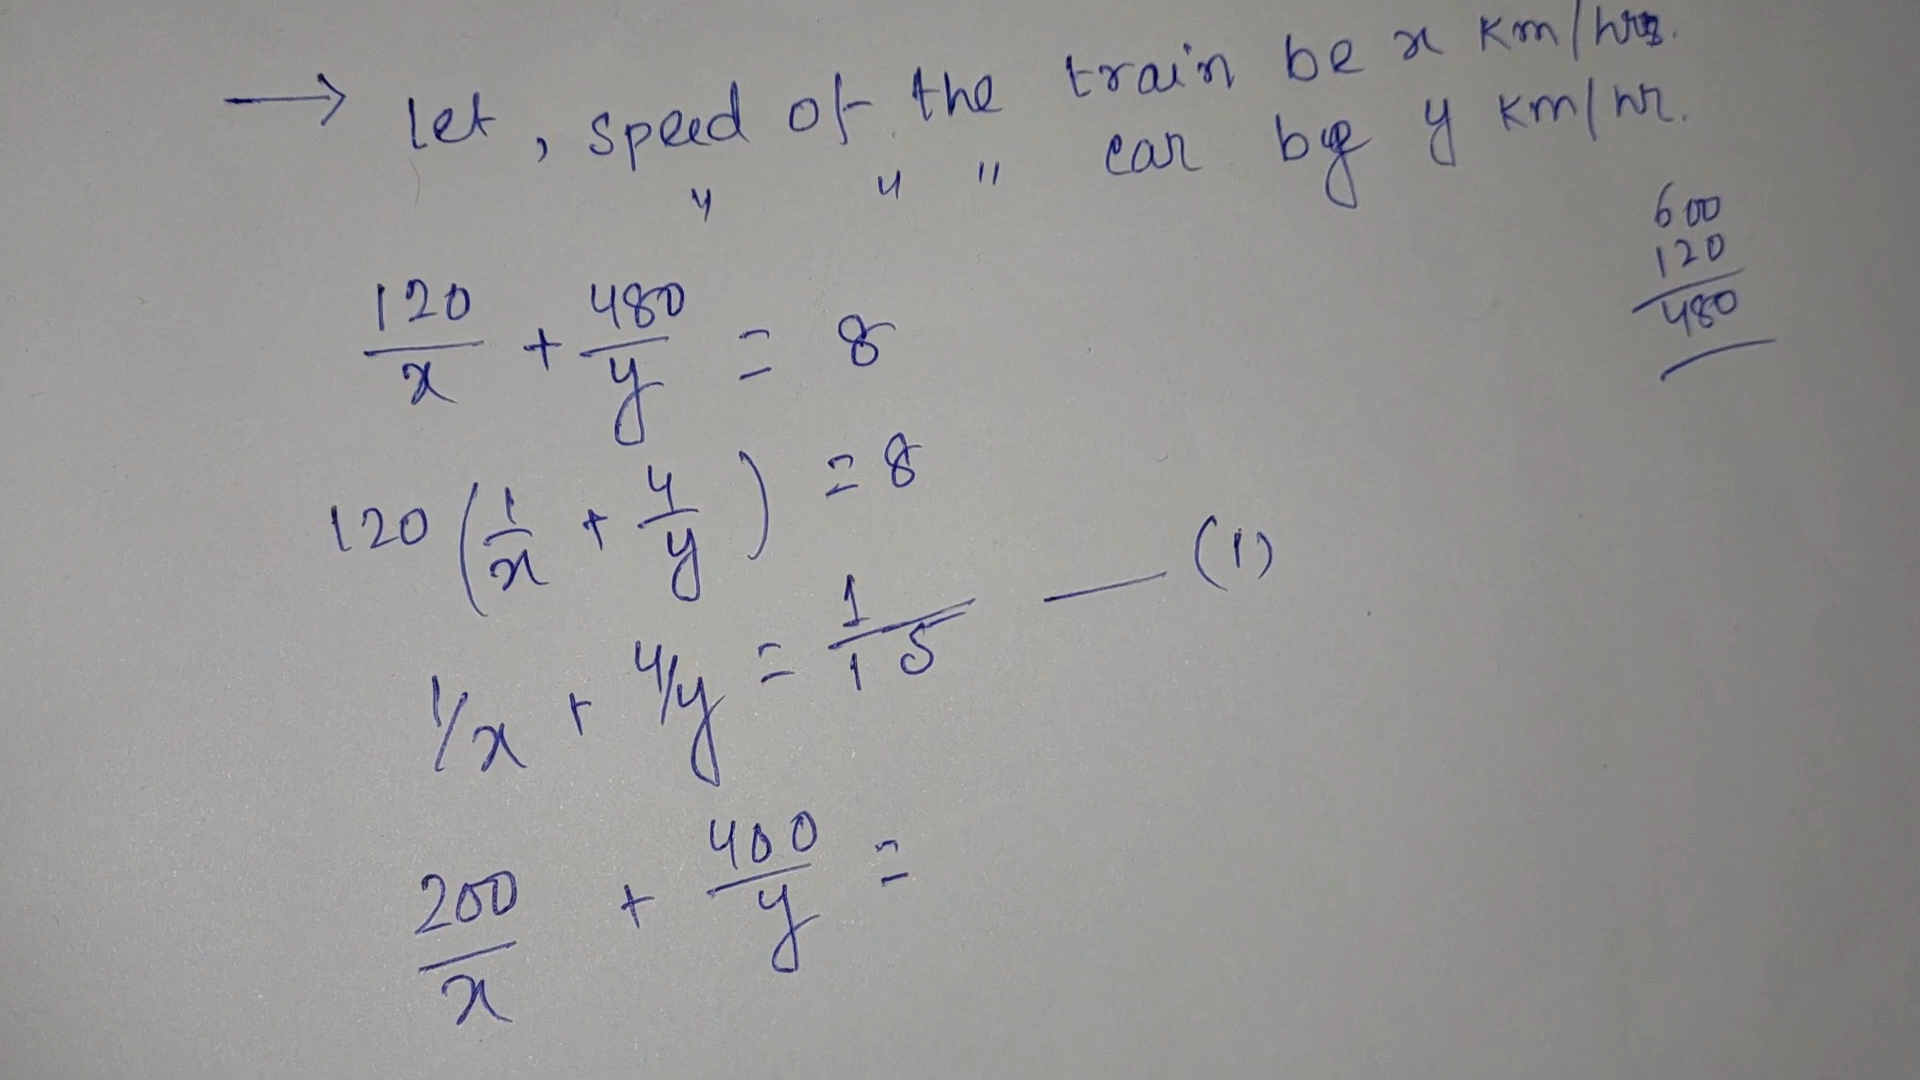 → let, speed of the train be x km/hrs.
" " " car be y km/hr.
600
120
480
120/x + 480/y = 8
120 (1/x + 4/y) = 8
1/x + 4/y = 1/15 — (1)
200/x + 400/y =